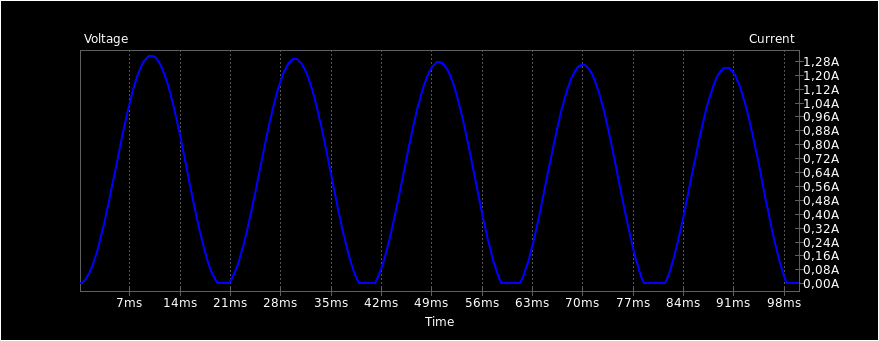 Voltage
Current
1,28A
1,20A
1,12A
1,04A
0,96A
0,88A
0,80A
0,72A
0,64A
0,56A
0,48A
0,40A
0,32A
0,24A
0,16A
0,08A
0,00A
7ms 14ms 21ms 28ms 35ms 42ms 49ms 56ms 63ms 70ms 77ms 84ms 91ms 98ms
Time